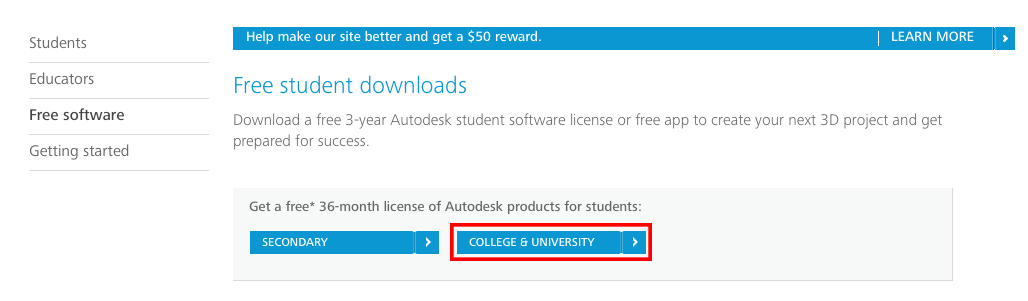 Students
Educators
Free software
Getting started
Help make our site better and get a $50 reward.
LEARN MORE
Free student downloads
Download a free 3-year Autodesk student software license or free app to create your next 3D project and get
prepared for success.
Get a free* 36-month license of Autodesk products for students:
SECONDARY
COLLEGE & UNIVERSITY